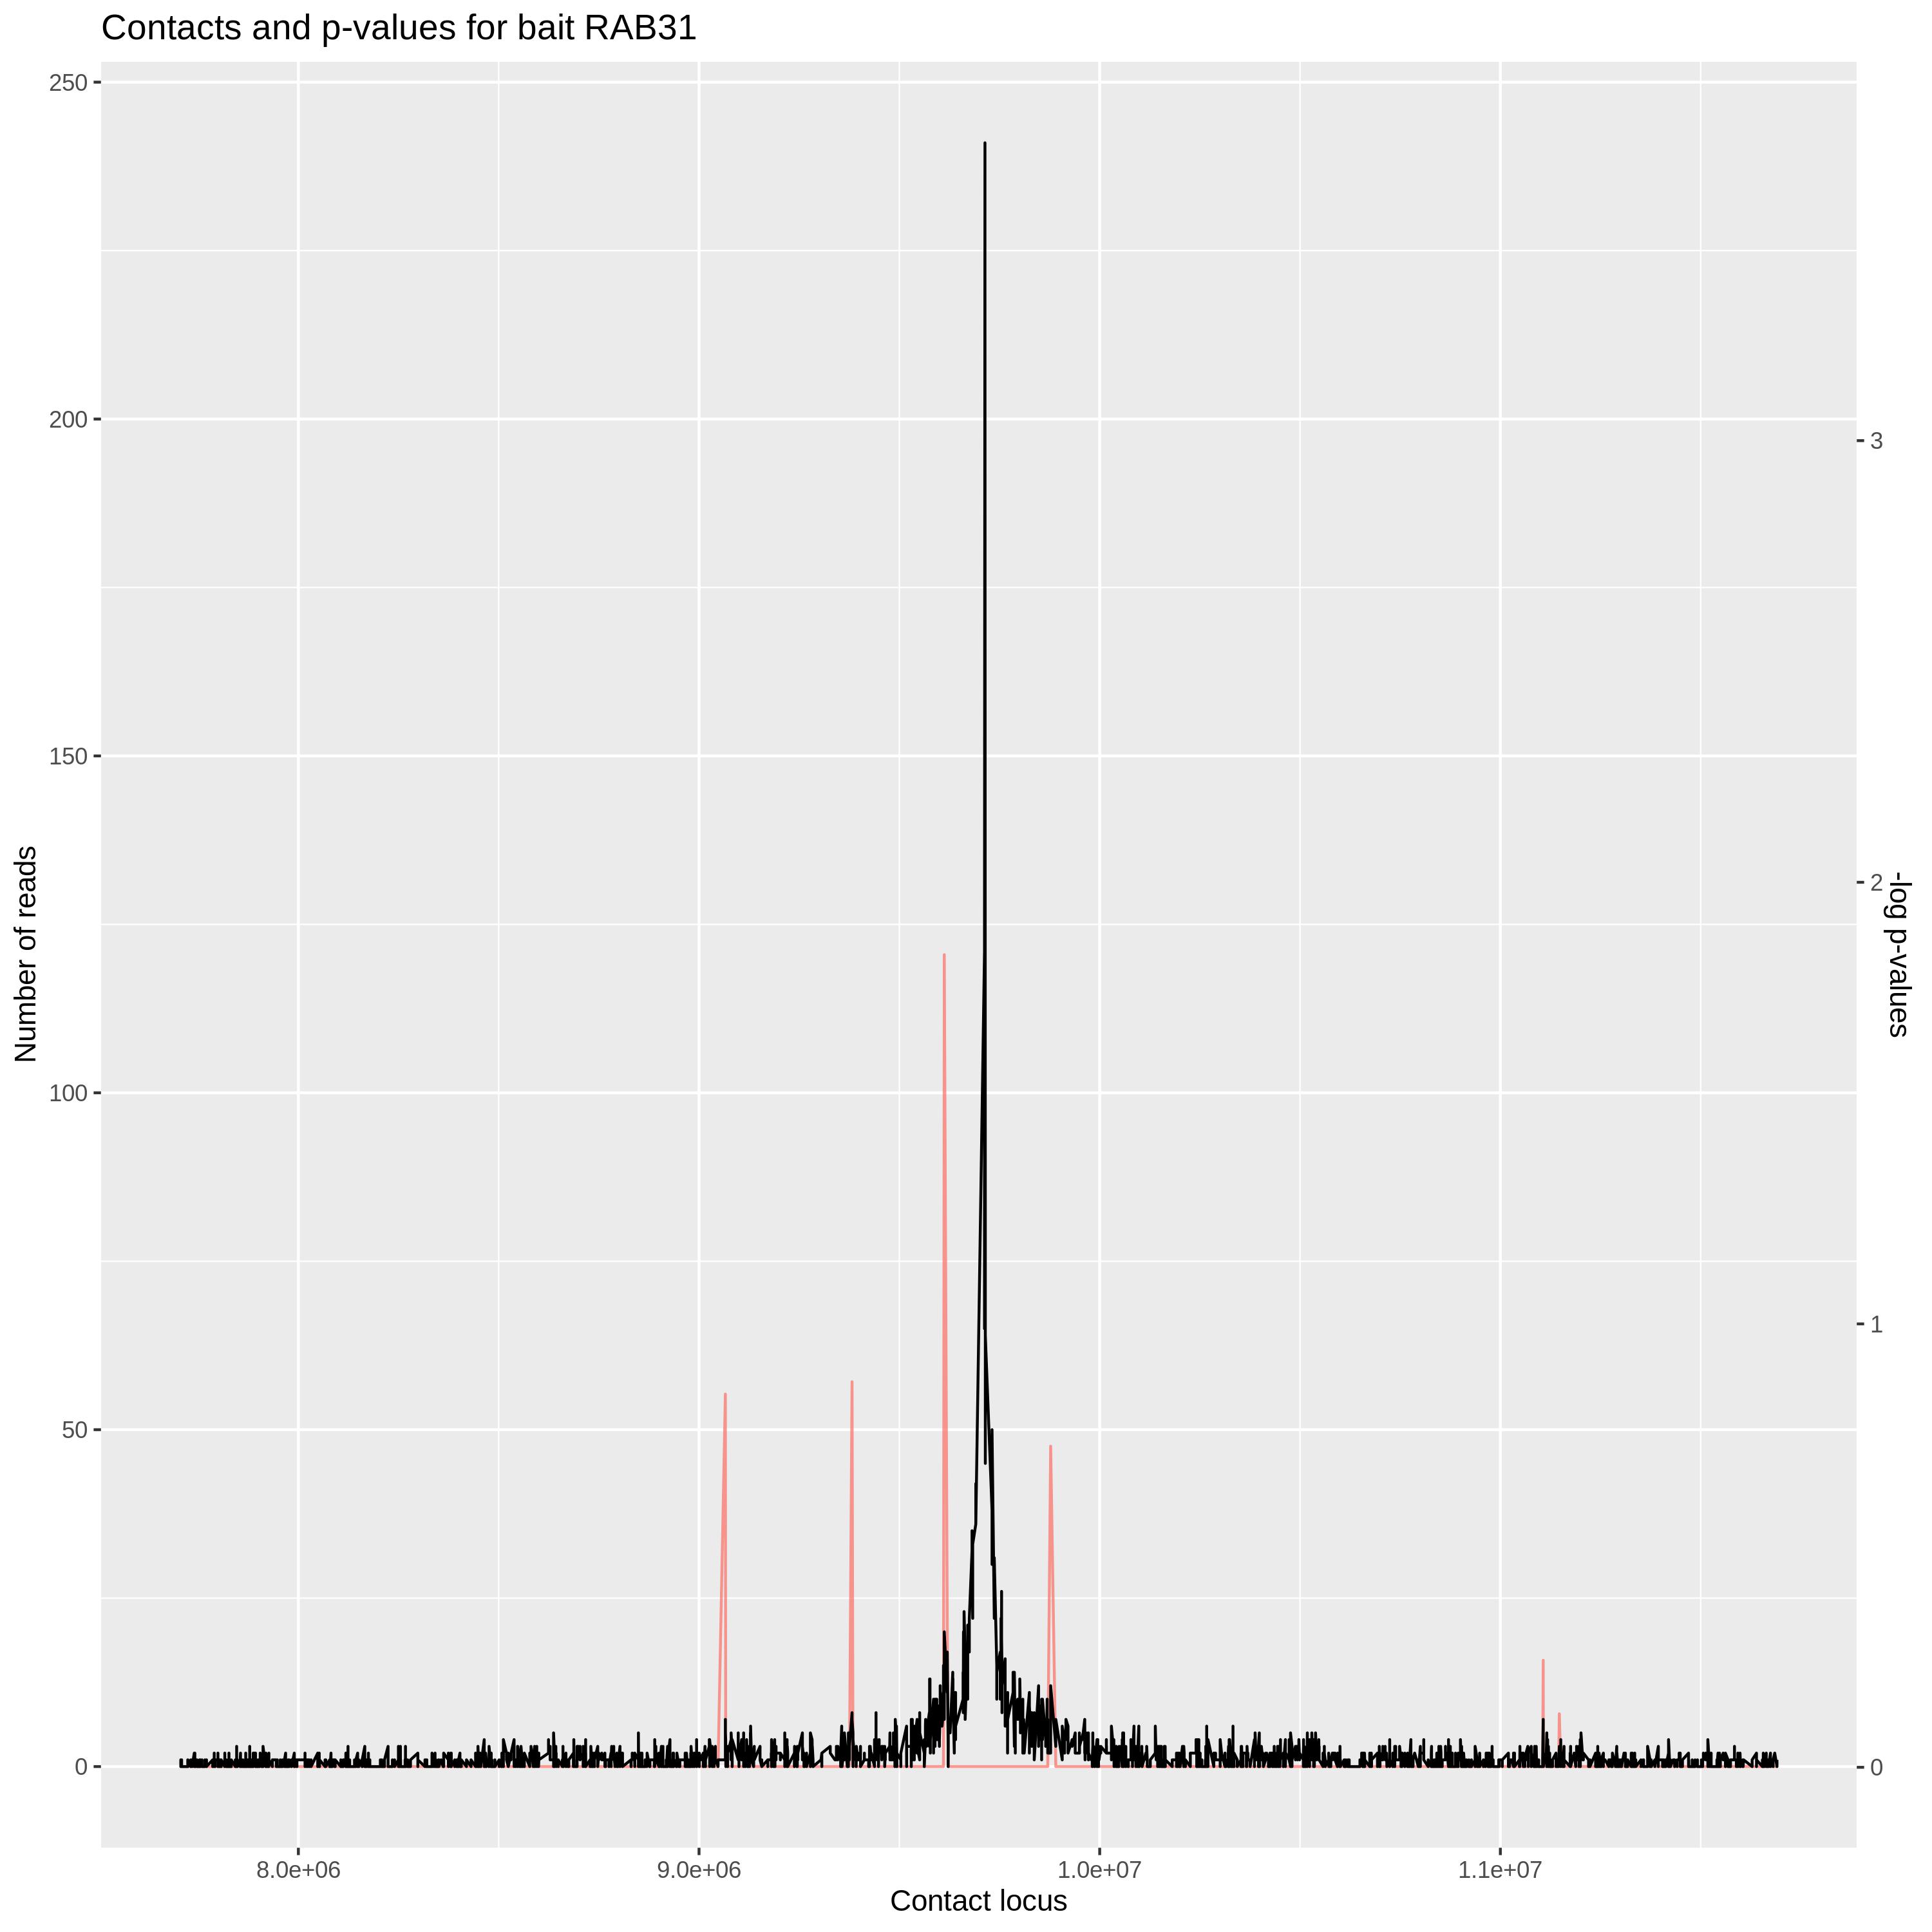 Contacts and p-values for bait RAB31
250
200
150
100
50
0
Number of reads
3
2
1
0
-log p-values
8.0e+06
9.0e+06
1.0e+07
1.1e+07
Contact locus